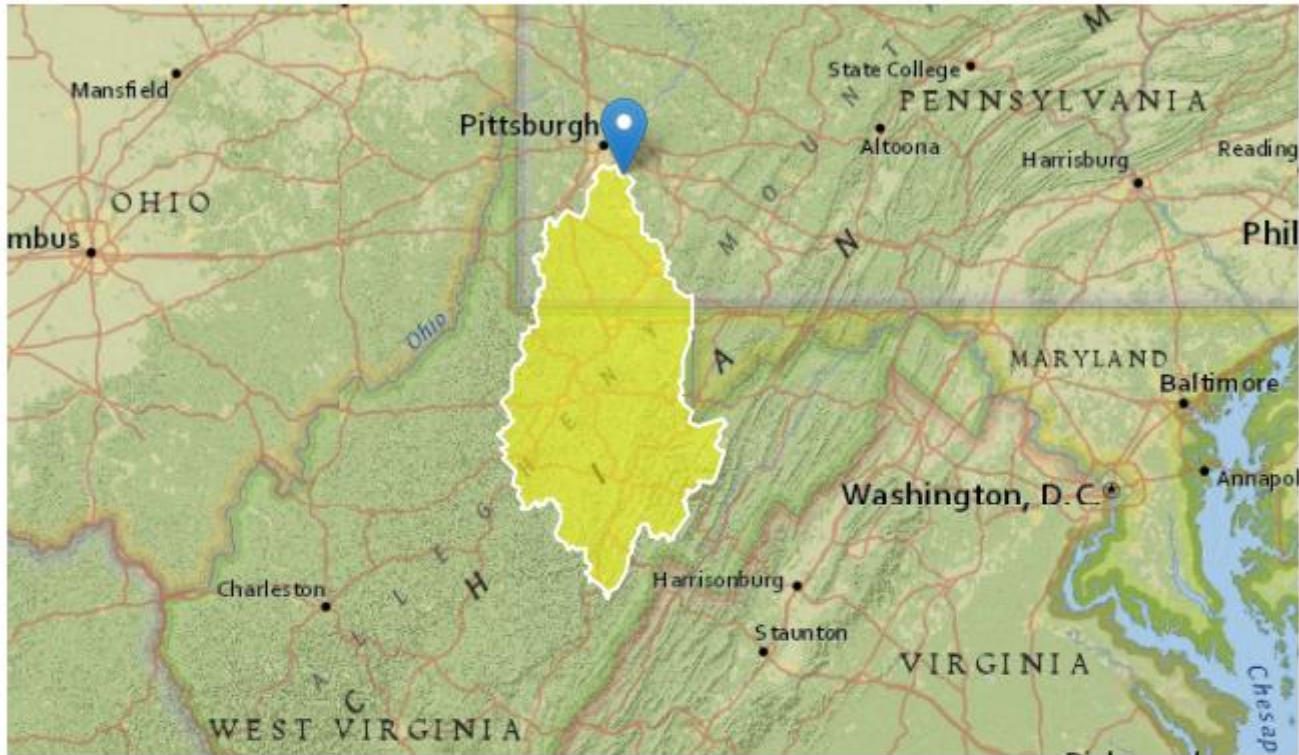 Mansfield
State College
PENNSYLVANIA
Pittsburgh
Altoona
Harrisburg
Reading
OHIO
mbus
Phil
Ohio
MARYLAND
Baltimore
Washington, D.C.
Annapol
Charleston
Harrisonburg
Staunton
VIRGINIA
WEST VIRGINIA
Chesap